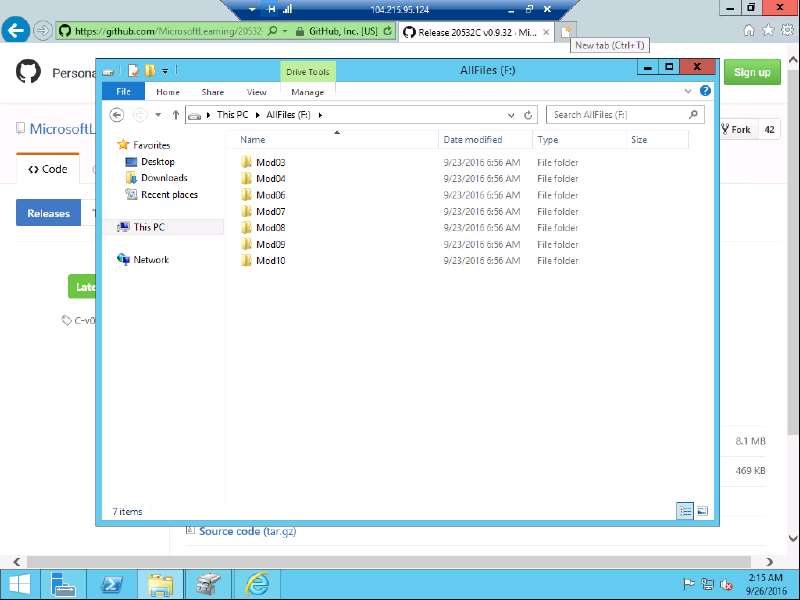 104.215.95.124
https://github.com/MicrosoftLearning/20532-
GitHub, Inc. [US]
Release 20532C v0.9.32 - Mi...
New tab (Ctrl+T)
Persona
Drive Tools
AllFiles (F:)
Sign up
File
Home
Share
View
Manage
This PC
AllFiles (F:)
Search AllFiles (F:)
MicrosoftL
Fork
42
Favorites
Desktop
Downloads
Recent places
This PC
Network
Name
Date modified
Type
Size
Mod03 9/23/2016 6:56 AM File folder
Mod04 9/23/2016 6:56 AM File folder
Mod06 9/23/2016 6:56 AM File folder
Mod07 9/23/2016 6:56 AM File folder
Mod08 9/23/2016 6:56 AM File folder
Mod09 9/23/2016 6:56 AM File folder
Mod10 9/23/2016 6:56 AM File folder
<> Code
Releases
T
Late
C-v0
8.1 MB
469 KB
7 items
Source code (tar.gz)
2:15 AM
9/26/2016